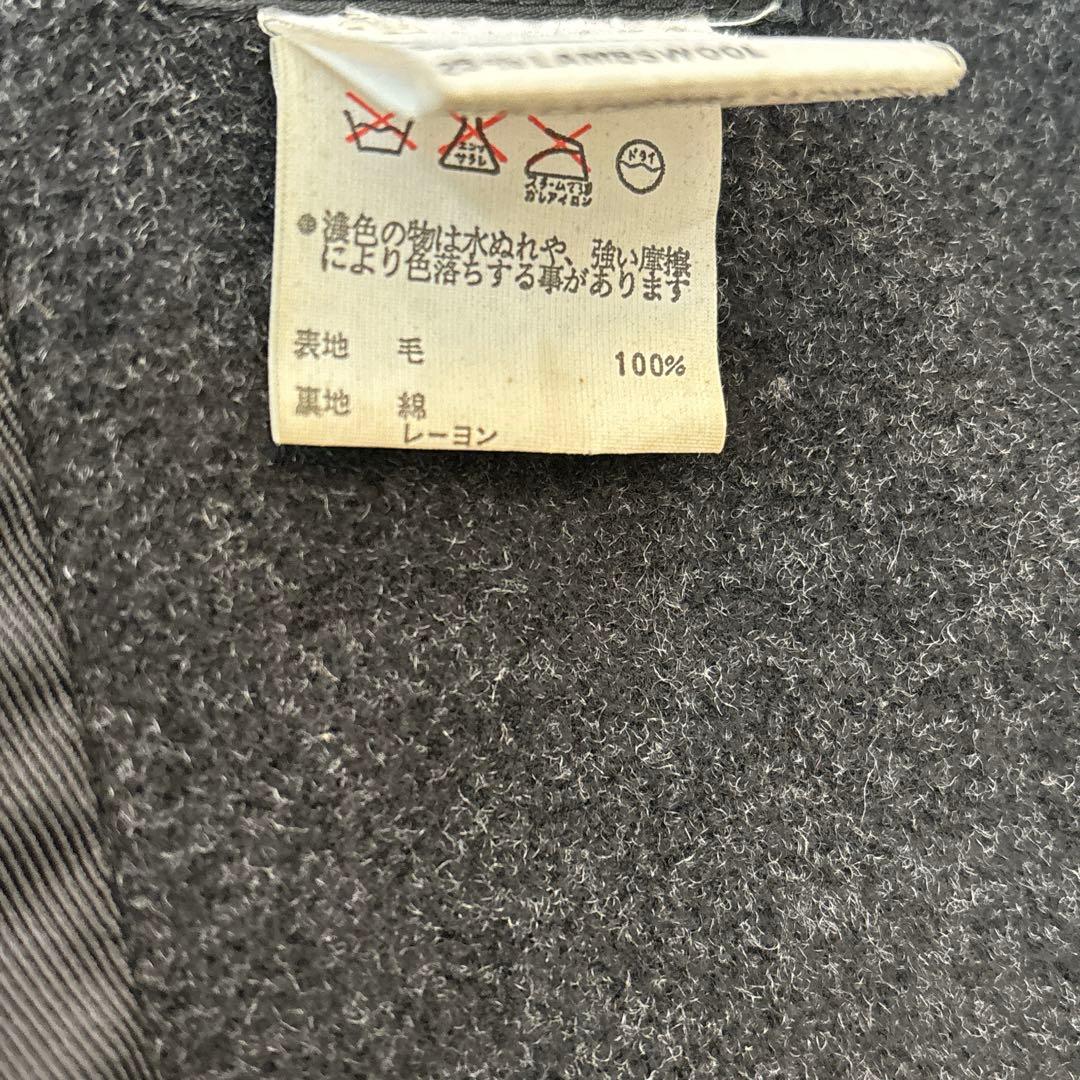 LAMBSWOOL
エンソ
サラシ
ドライ
スチームで浮
かしアイロン
濃色の物は水ぬれや、強い摩擦
により色落ちする事があります
表地 毛 100%
裏地 綿
レーヨン